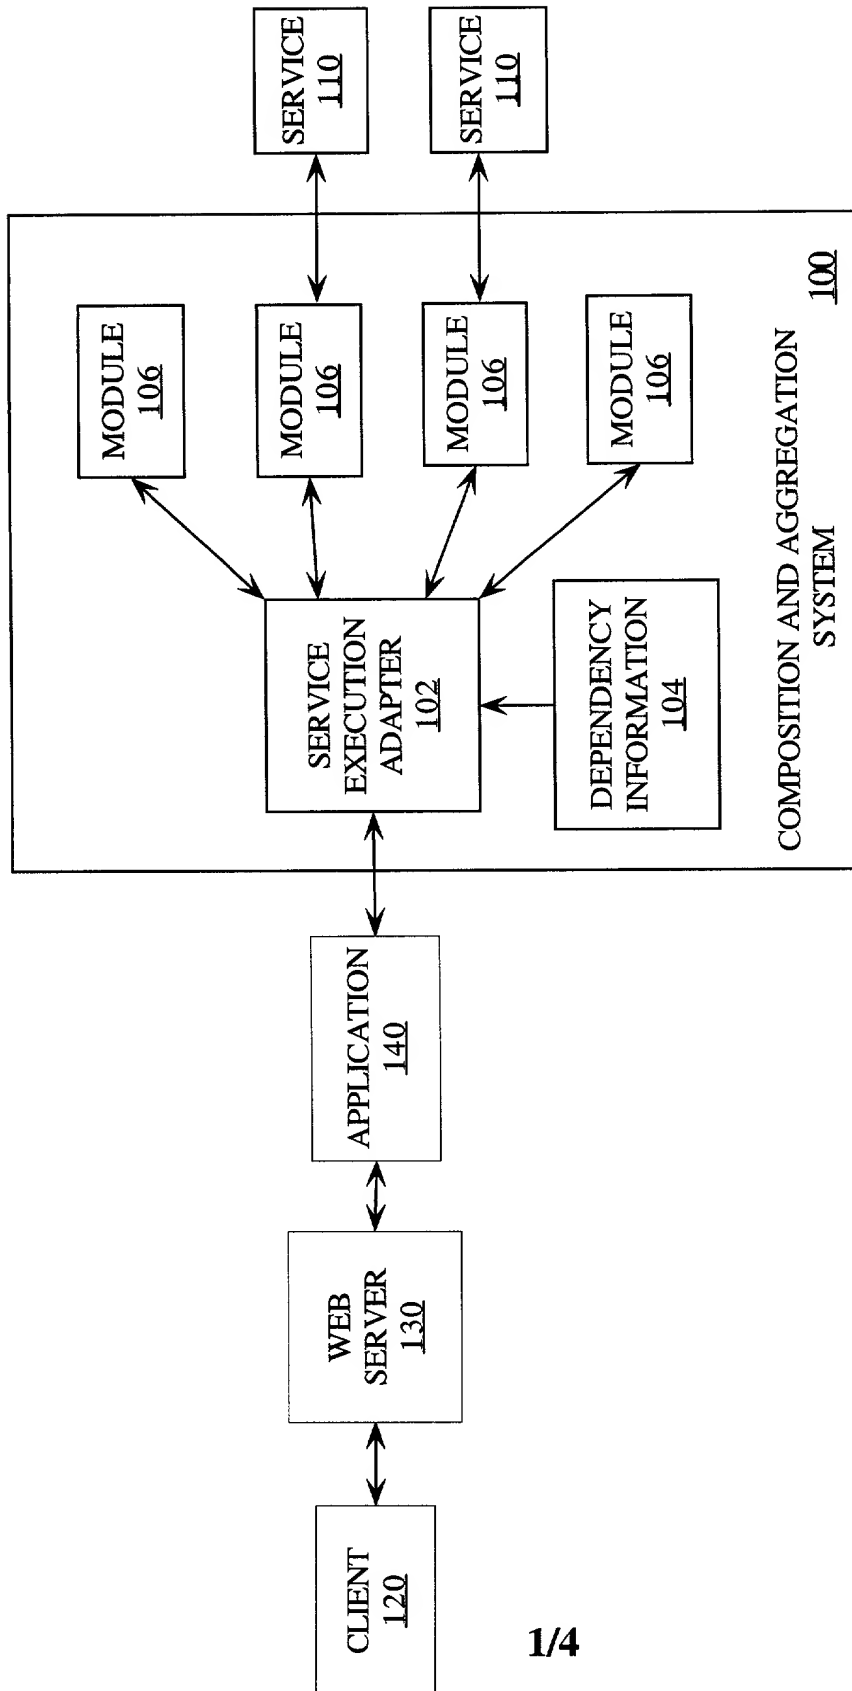 CLIENT
120
WEB
SERVER
130
APPLICATION
140
SERVICE
EXECUTION
ADAPTER
102
DEPENDENCY
INFORMATION
104
MODULE
106
MODULE
106
MODULE
106
MODULE
106
COMPOSITION AND AGGREGATION
SYSTEM
100
SERVICE
110
SERVICE
110
1/4